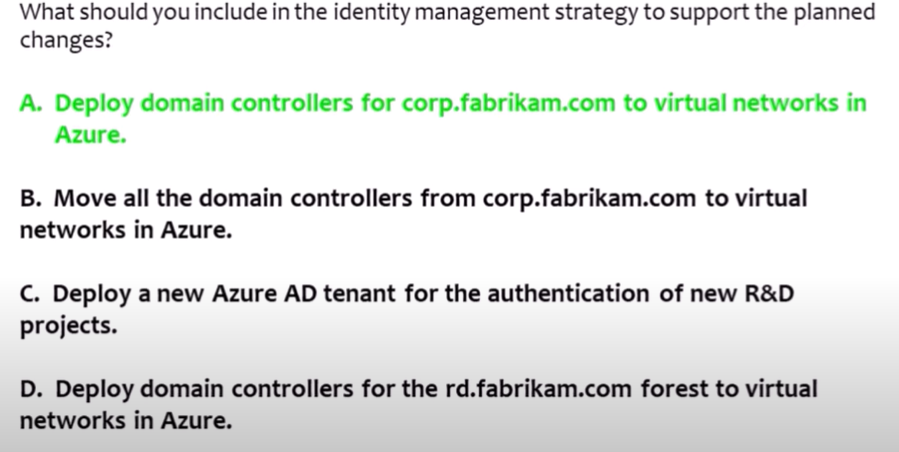 What should you include in the identity management strategy to support the planned
changes?
A. Deploy domain controllers for corp.fabrikam.com to virtual networks in
Azure.
B. Move all the domain controllers from corp.fabrikam.com to virtual
networks in Azure.
C. Deploy a new Azure AD tenant for the authentication of new R&D
projects.
D. Deploy domain controllers for the rd.fabrikam.com forest to virtual
networks in Azure.